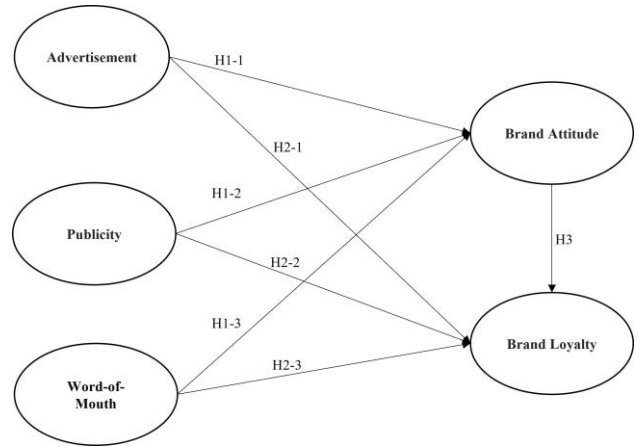 Advertisement
H1-1
Brand Attitude
H2-1
H1-2
Publicity
H3
H2-2
H1-3
Brand Loyalty
H2-3
Word-of-
Mouth